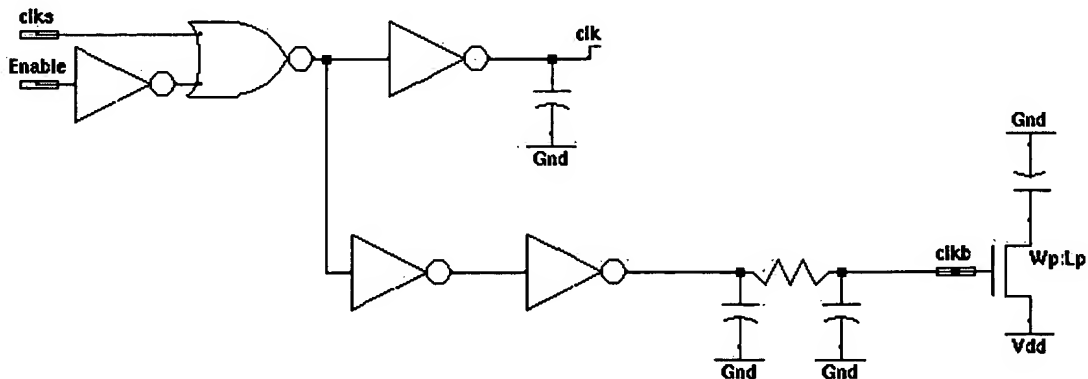 clks
Enable
clk
Gnd
Gnd
clkb
Wp:Lp
Gnd
Gnd
Vdd